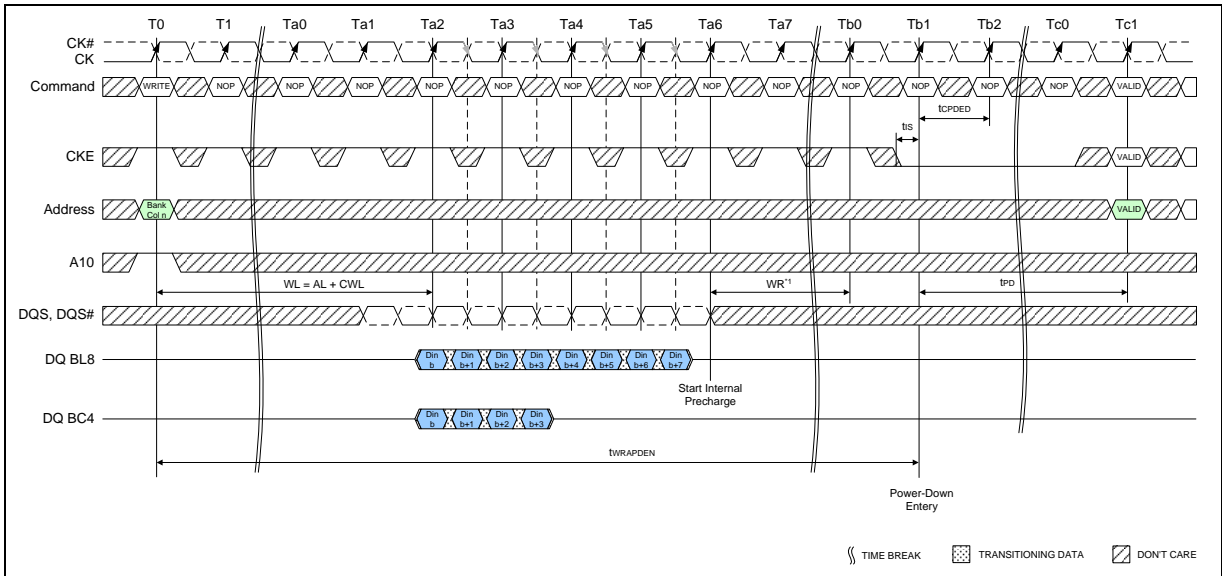 T0 T1 Ta0 Ta1 Ta2 Ta3 Ta4 Ta5 Ta6 Ta7 Tb0 Tb1 Tb2 Tc0 Tc1
CK#
CK
Command WRITE NOP NOP NOP NOP NOP NOP NOP NOP NOP NOP NOP NOP NOP VALID
tCPDED
tIS
CKE VALID
Address Bank Col n VALID
A10
WL = AL + CWL WR*1 tPD
DQS, DQS#
DQ BL8 Din b Din b+1 Din b+2 Din b+3 Din b+4 Din b+5 Din b+6 Din b+7
Start Internal
Precharge
DQ BC4 Din b Din b+1 Din b+2 Din b+3
tWRAPDEN
Power-Down
Entery
TIME BREAK TRANSITIONING DATA DON'T CARE